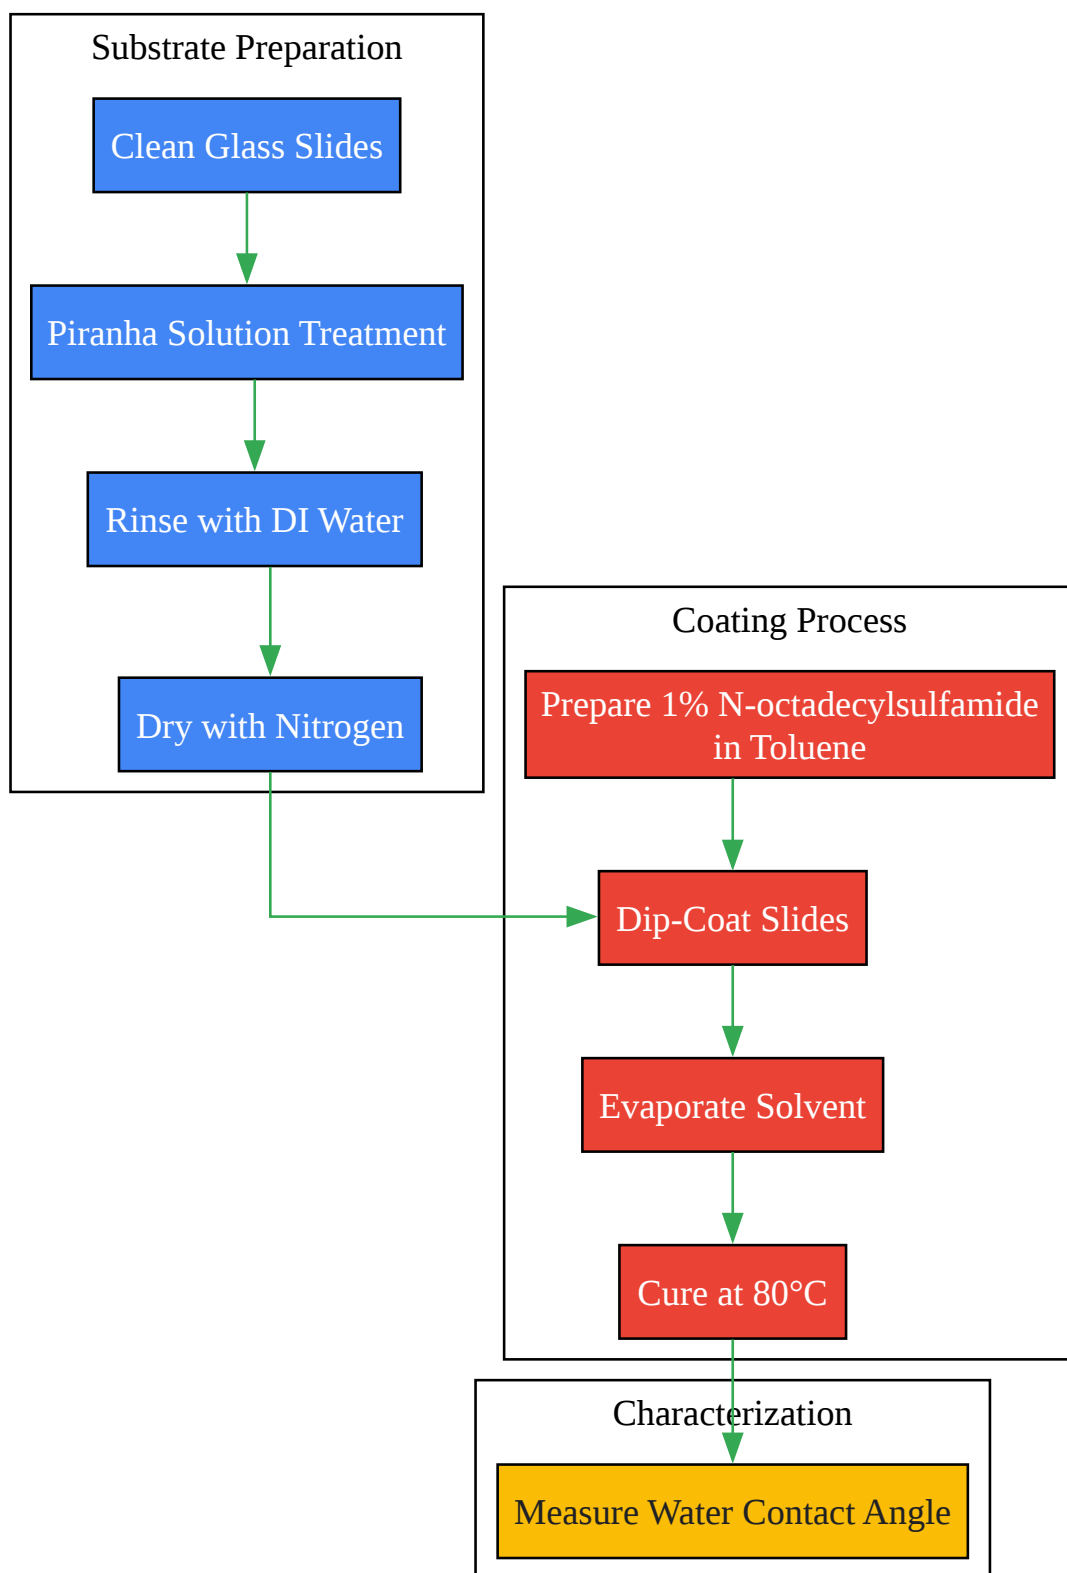 Substrate Preparation
Clean Glass Slides
Piranha Solution Treatment
Rinse with DI Water
Dry with Nitrogen
Coating Process
Prepare 1% N-octadecylsulfamide
in Toluene
Dip-Coat Slides
Evaporate Solvent
Cure at 80°C
Characterization
Measure Water Contact Angle